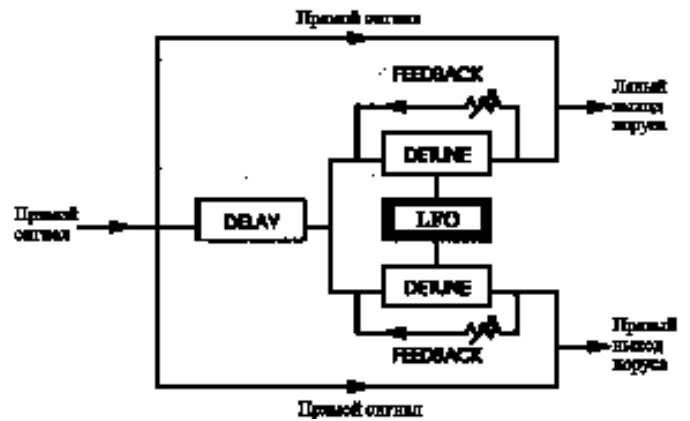 Прямой сигнал
FEEDBACK
Левый
выход
хоруса
DETUNE
Прямой
сигнал
DELAY
LFO
DETUNE
FEEDBACK
Правый
выход
хоруса
Прямой сигнал